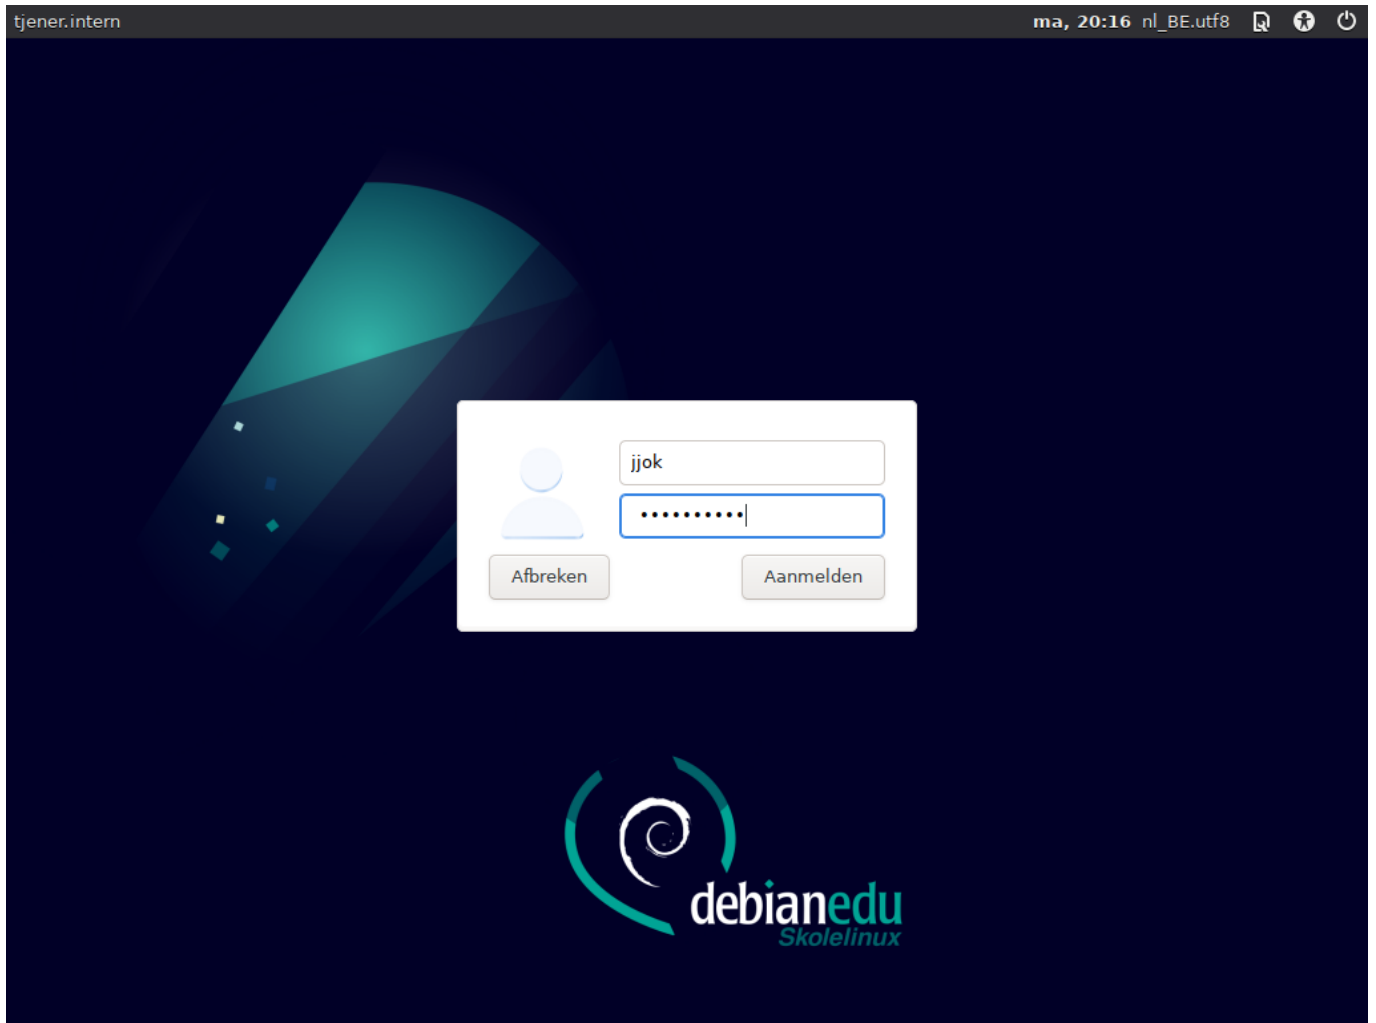 tjener.intern
ma, 20:16 nl_BE.utf8
jjok
••••••••••
Afbreken
Aanmelden
debianedu
Skolelinux